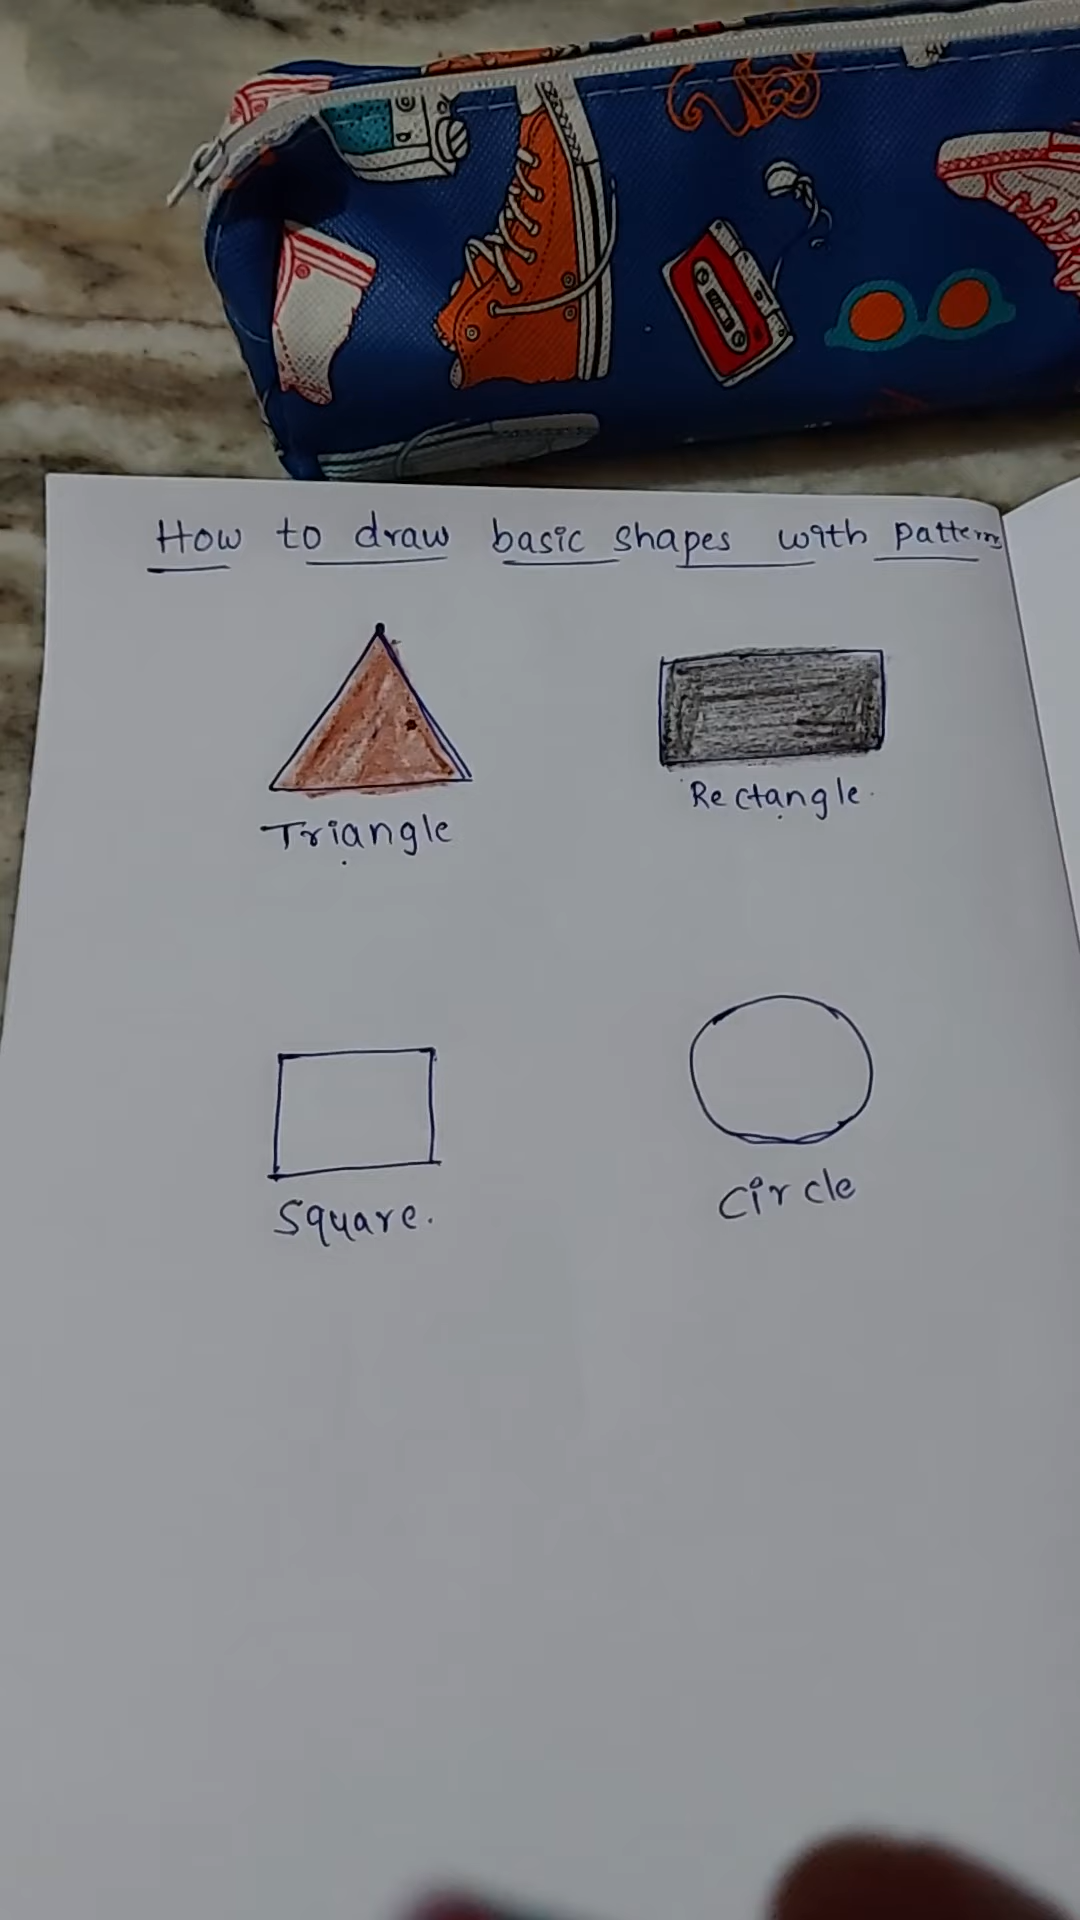 How to draw basic shapes with pattern
Triangle
Rectangle.
Square.
Circle